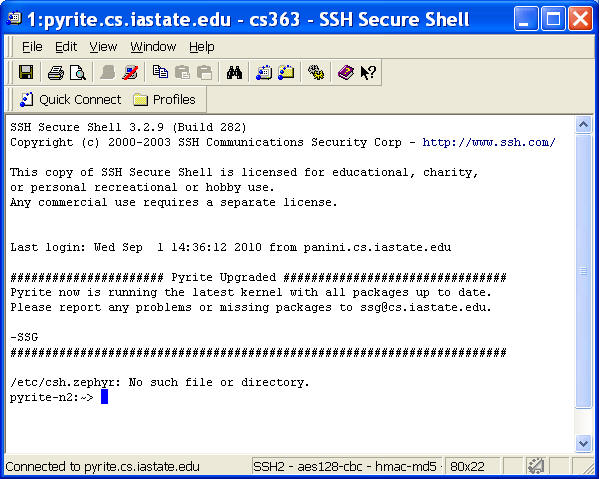 1:pyrite.cs.iastate.edu - cs363 - SSH Secure Shell
File Edit View Window Help
Quick Connect Profiles
SSH Secure Shell 3.2.9 (Build 282)
Copyright (c) 2000-2003 SSH Communications Security Corp - http://www.ssh.com/
This copy of SSH Secure Shell is licensed for educational, charity,
or personal recreational or hobby use.
Any commercial use requires a separate license.
Last login: Wed Sep  1 14:36:12 2010 from panini.cs.iastate.edu
###################### Pyrite Upgraded ################################
Pyrite now is running the latest kernel with all packages up to date.
Please report any problems or missing packages to ssg@cs.iastate.edu.
-SSG
#######################################################################
/etc/csh.zephyr: No such file or directory.
pyrite-n2:~>
Connected to pyrite.cs.iastate.edu SSH2 - aes128-cbc - hmac-md5 - 80x22